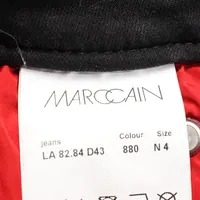 MARCCAIN
jeans Colour Size
LA 82.84 D43 880 N 4